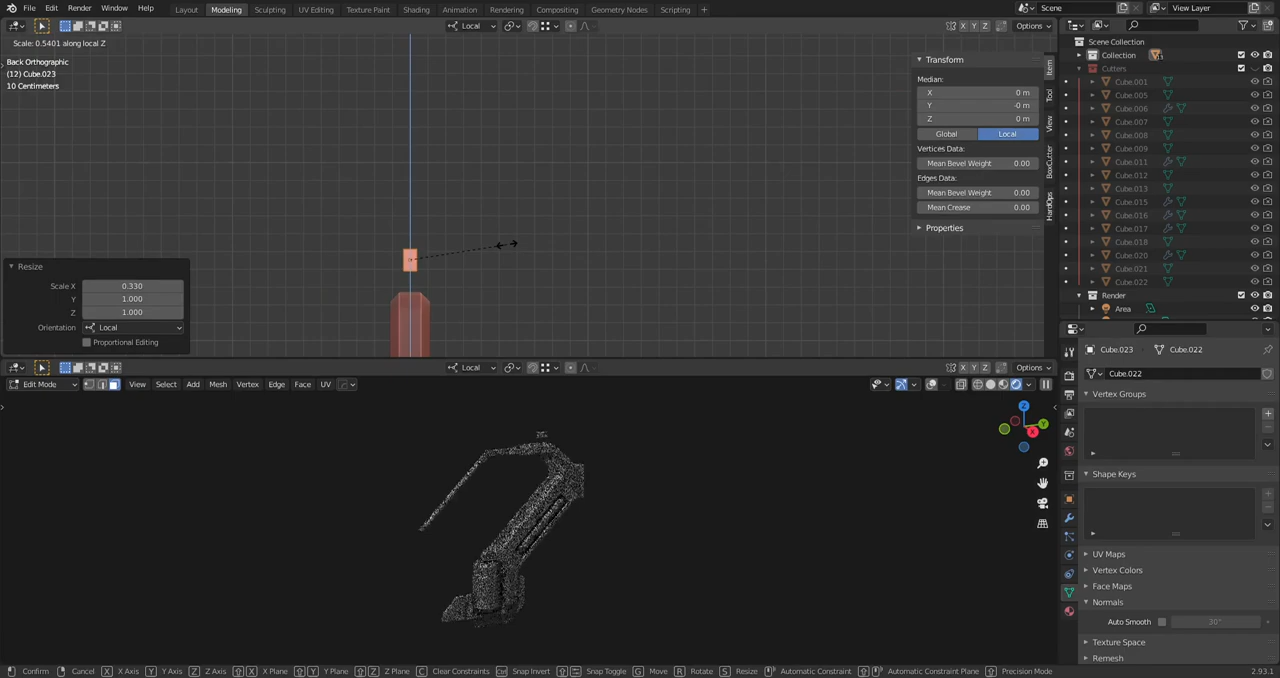 File Edit Render Window Help Layout Modeling Sculpting UV Editing Texture Paint Shading Animation Rendering Compositing Geometry Nodes Scripting + Scene View Layer
Local X Y Z Options
Scale: 0.5401 along local Z
Back Orthographic
(12) Cube.023
10 Centimeters
Resize
Scale X 0.330
Y 1.000
Z 1.000
Orientation Local
Proportional Editing
Transform
Median:
X 0 m
Y -0 m
Z 0 m
Global Local
Vertices Data:
Mean Bevel Weight 0.00
Edges Data:
Mean Bevel Weight 0.00
Mean Crease 0.00
Properties
Item
Tool
View
BoxCutter
HardOps
Scene Collection
Collection
Cutters
Cube.001
Cube.005
Cube.006
Cube.007
Cube.008
Cube.009
Cube.011
Cube.012
Cube.013
Cube.015
Cube.016
Cube.017
Cube.018
Cube.020
Cube.021
Cube.022
Render
Area
Local X Y Z Options
Edit Mode View Select Add Mesh Vertex Edge Face UV
Z
Y
X
Cube.023 Cube.022
Cube.022
Vertex Groups
Shape Keys
UV Maps
Vertex Colors
Face Maps
Normals
Auto Smooth 30°
Texture Space
Remesh
Confirm Cancel X X Axis Y Y Axis Z Z Axis X X Plane Y Y Plane Z Z Plane C Clear Constraints Ctrl Snap Invert Snap Toggle G Move R Rotate S Resize Automatic Constraint Automatic Constraint Plane Precision Mode 2.93.1